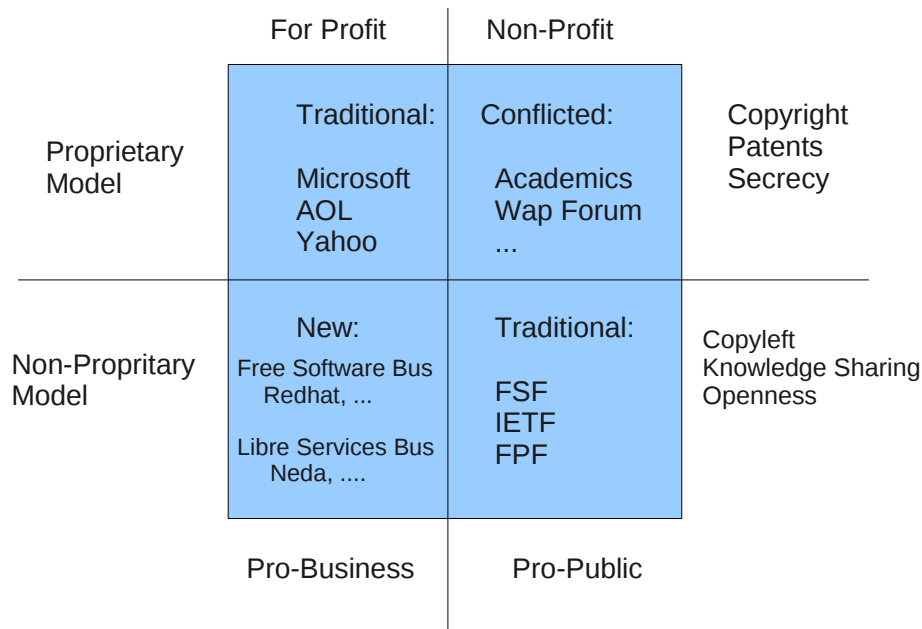 For Profit
Non-Profit
Proprietary
Model
Traditional:
Microsoft
AOL
Yahoo
Conflicted:
Academics
Wap Forum
...
Copyright
Patents
Secrecy
Non-Propritary
Model
New:
Free Software Bus
Redhat, ...
Libre Services Bus
Neda, ....
Traditional:
FSF
IETF
FPF
Copyleft
Knowledge Sharing
Openness
Pro-Business
Pro-Public